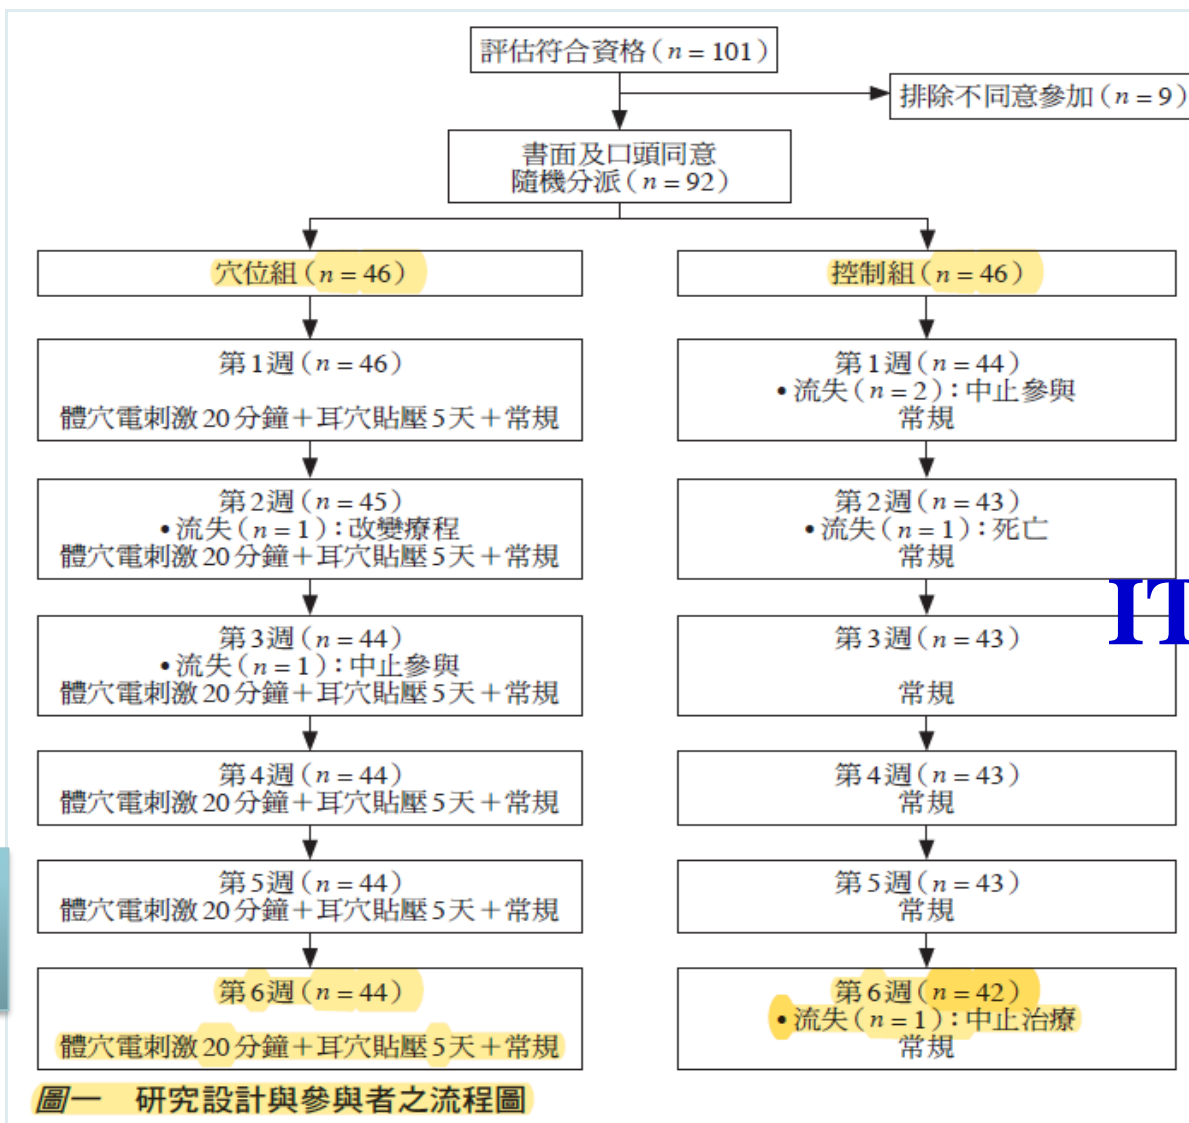 評估符合資格(n = 101)
排除不同意參加(n = 9)
書面及口頭同意
隨機分派(n = 92)
穴位組(n = 46)
控制組(n = 46)
第1週(n = 46)
體穴電刺激20分鐘+耳穴貼壓5天+常規
第1週(n = 44)
•流失(n = 2):中止參與
常規
第2週(n = 45)
•流失(n = 1):改變療程
體穴電刺激20分鐘+耳穴貼壓5天+常規
第2週(n = 43)
•流失(n = 1):死亡
常規
IT
第3週(n = 44)
•流失(n = 1):中止參與
體穴電刺激20分鐘+耳穴貼壓5天+常規
第3週(n = 43)
常規
第4週(n = 44)
體穴電刺激20分鐘+耳穴貼壓5天+常規
第4週(n = 43)
常規
第5週(n = 44)
體穴電刺激20分鐘+耳穴貼壓5天+常規
第5週(n = 43)
常規
第6週(n = 44)
體穴電刺激20分鐘+耳穴貼壓5天+常規
第6週(n = 42)
•流失(n = 1):中止治療
常規
圖一 研究設計與參與者之流程圖